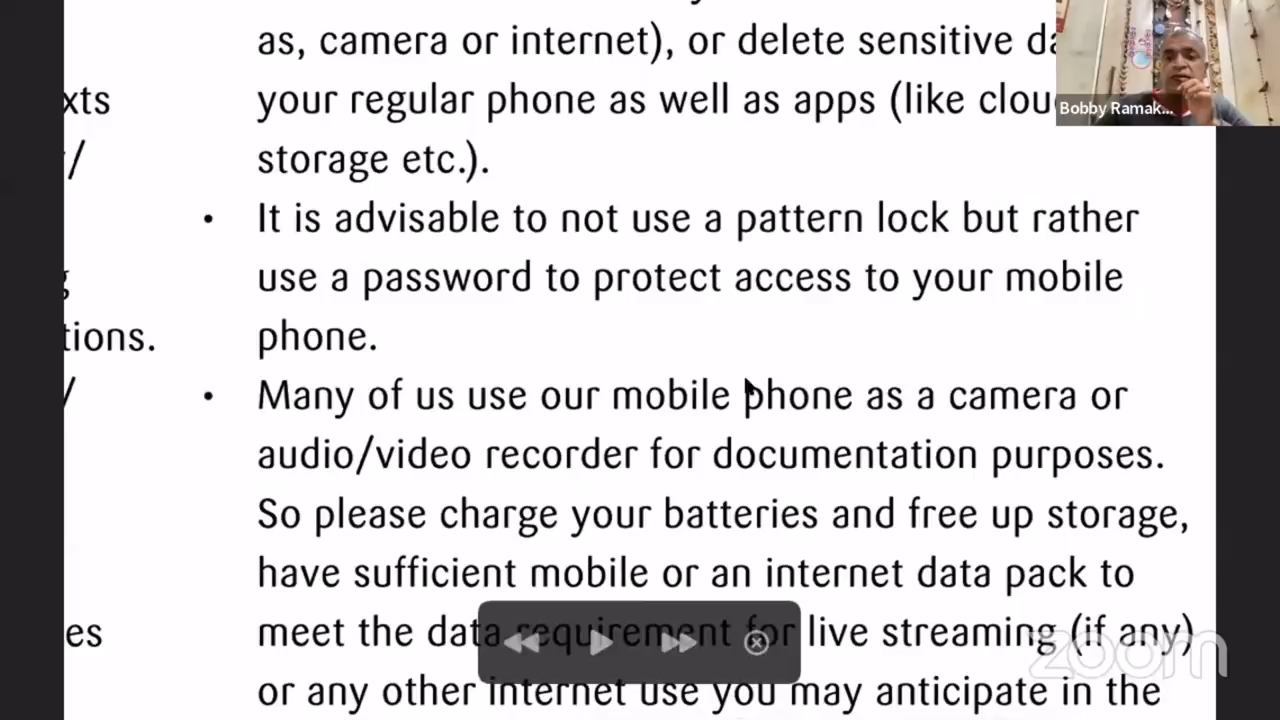 as, camera or internet), or delete sensitive
your regular phone as well as apps (like
storage etc.).
• It is advisable to not use a pattern lock but rather
use a password to protect access to your mobile
phone.
• Many of us use our mobile phone as a camera or
audio/video recorder for documentation purposes.
So please charge your batteries and free up storage,
have sufficient mobile or an internet data pack to
meet the data requirement for live streaming (if any)
or any other internet use you may anticipate in the
xts
/
tions.
/
es
Bobby Ramak...
zoom